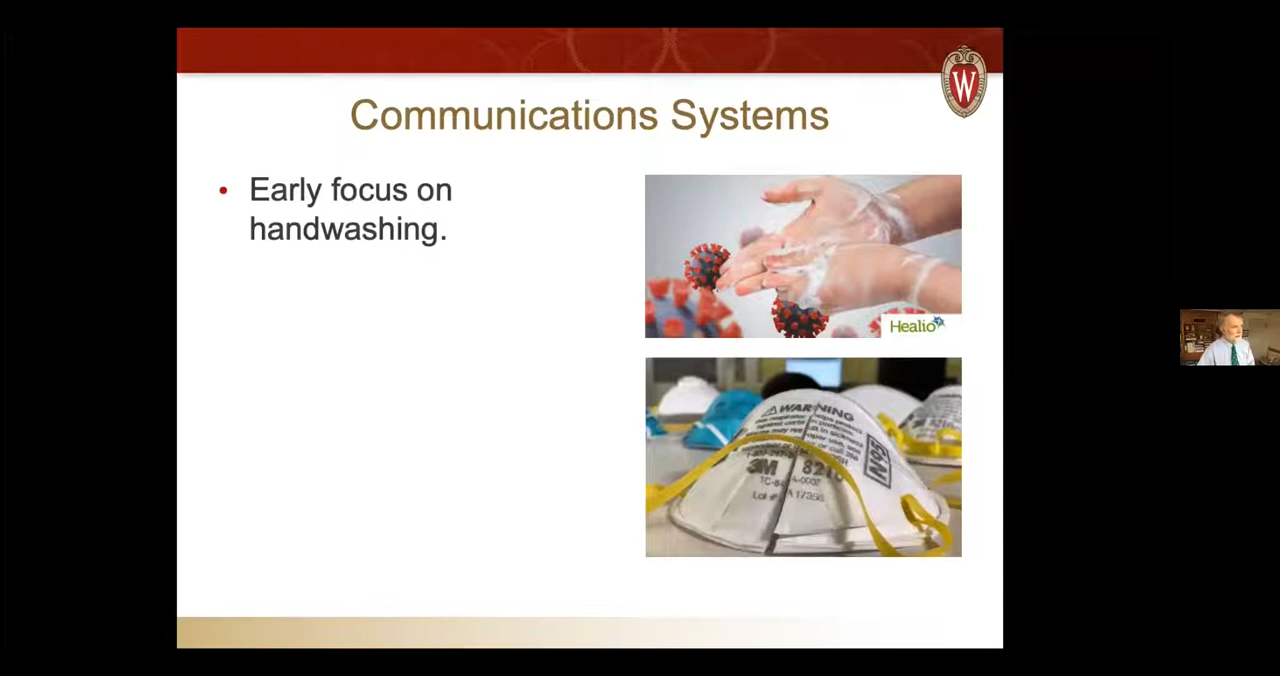 Communications Systems
W
• Early focus on
handwashing.
Healio
WARNING
3M 8210
N95